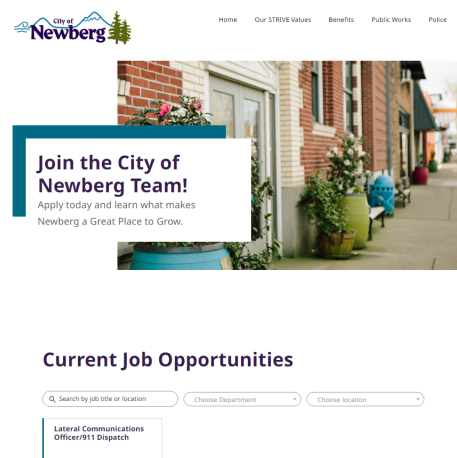 City of
Newberg
Home Our STRIVE Values Benefits Public Works Police
Join the City of
Newberg Team!
Apply today and learn what makes
Newberg a Great Place to Grow.
Current Job Opportunities
Search by job title or location Choose Department Choose location
Lateral Communications
Officer/911 Dispatch